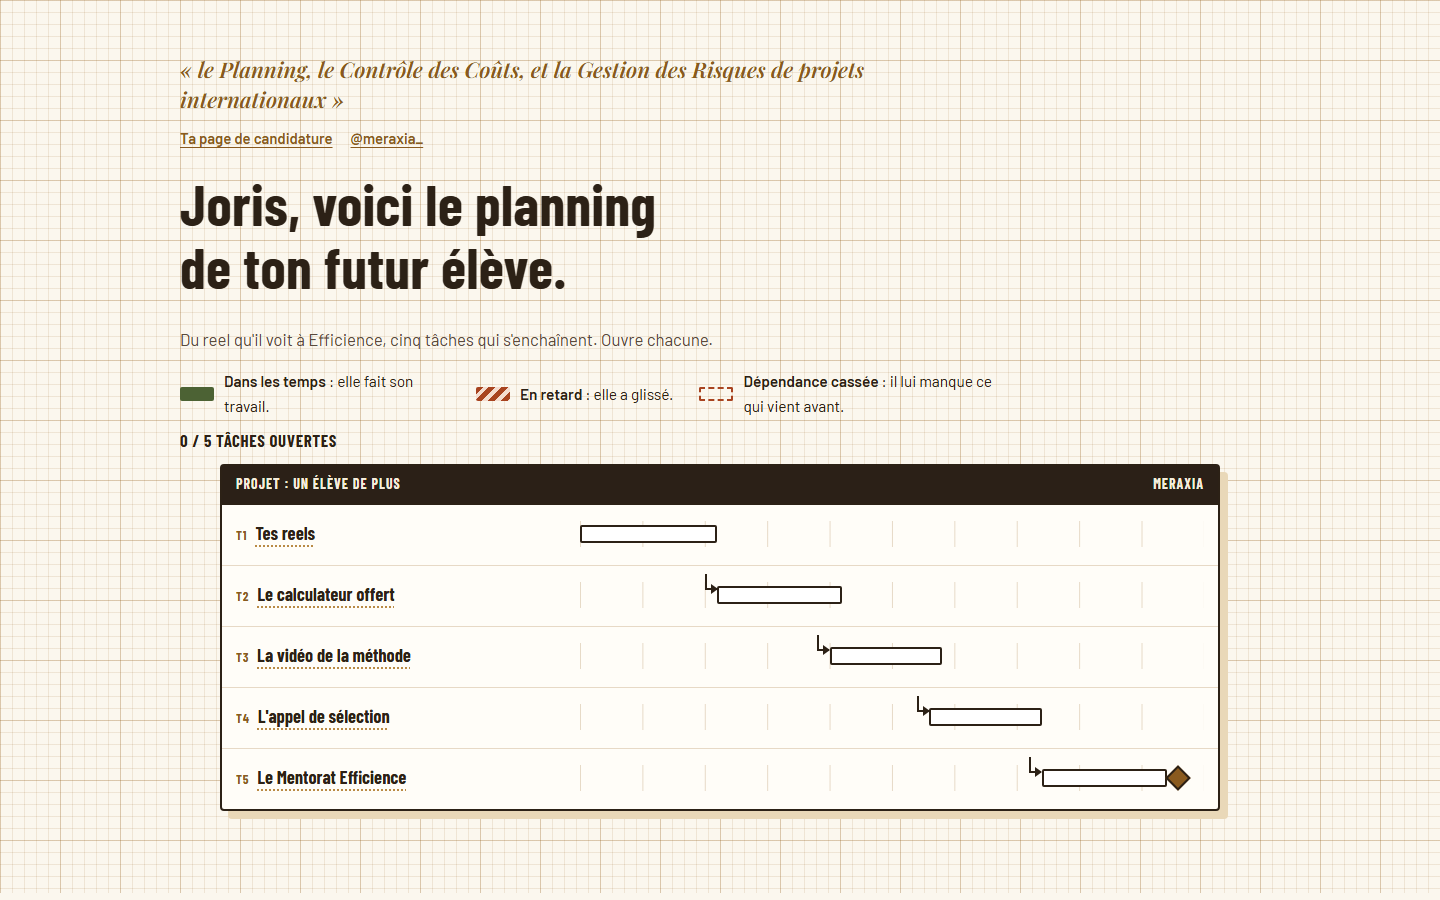 « le Planning, le Contrôle des Coûts, et la Gestion des Risques de projets
internationaux »
Ta page de candidature @meraxia_
Joris, voici le planning
de ton futur élève.
Du reel qu'il voit à Efficience, cinq tâches qui s'enchaînent. Ouvre chacune.
Dans les temps : elle fait son
travail.
En retard : elle a glissé.
Dépendance cassée : il lui manque ce
qui vient avant.
0 / 5 TÂCHES OUVERTES
PROJET : UN ÉLÈVE DE PLUS MERAXIA
T1 Tes reels
T2 Le calculateur offert
T3 La vidéo de la méthode
T4 L'appel de sélection
T5 Le Mentorat Efficience